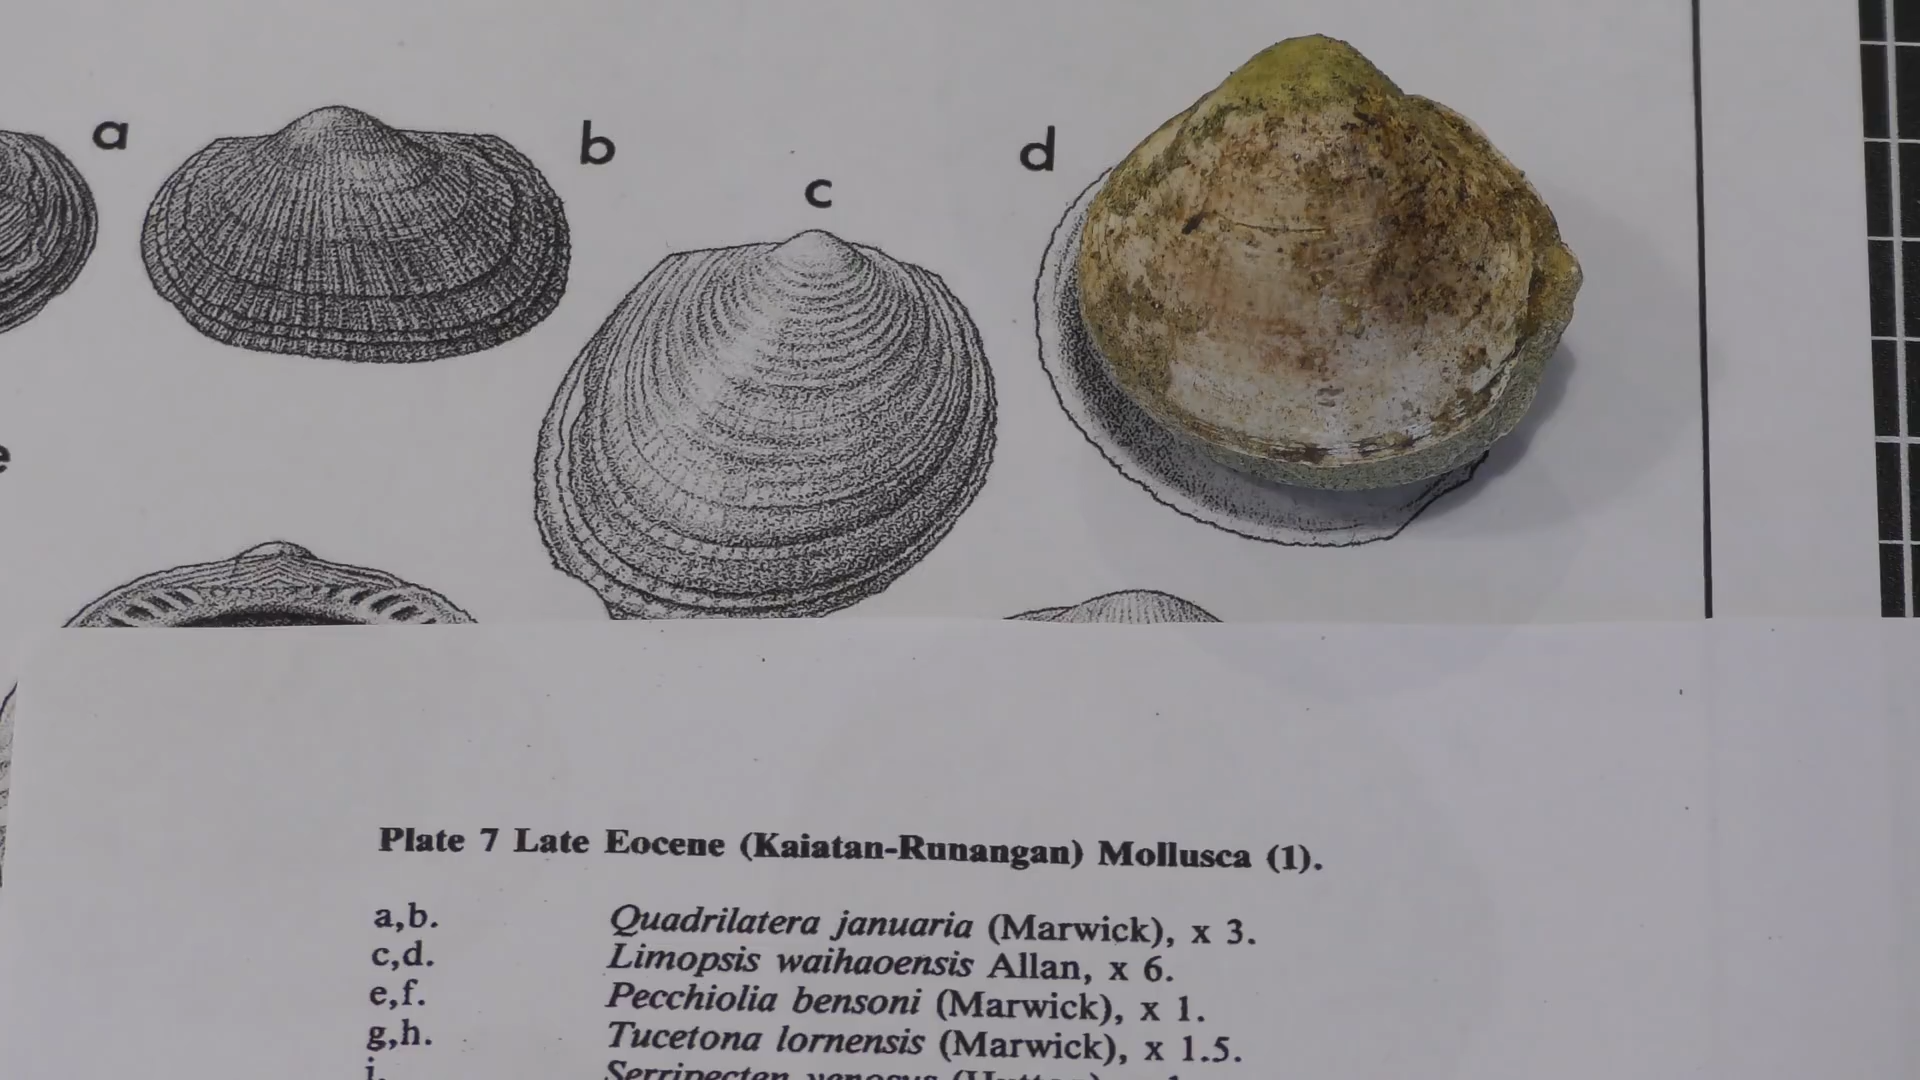 a
b
c
d
e
Plate 7 Late Eocene (Kaiatan-Runangan) Mollusca (1).
a,b. Quadrilatera januaria (Marwick), x 3.
c,d. Limopsis waihaoensis Allan, x 6.
e,f. Pecchiolia bensoni (Marwick), x 1.
g,h. Tucetona lornensis (Marwick), x 1.5.
i. Serripecten